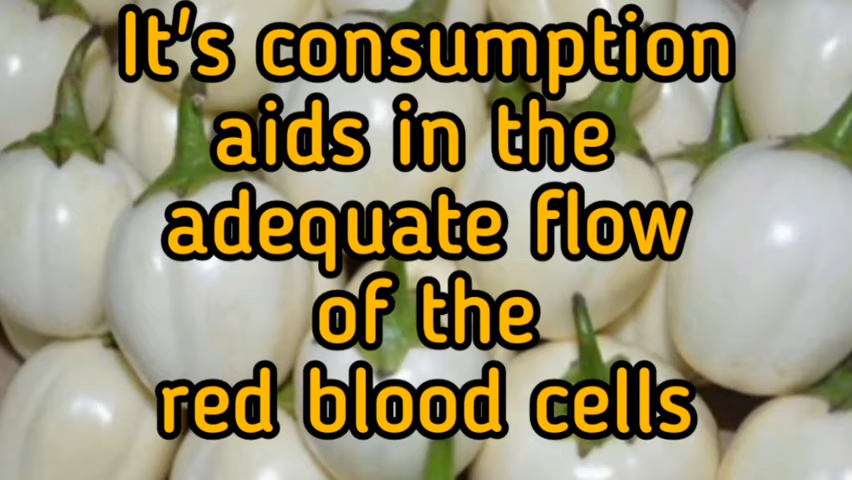 It's consumption
aids in the
adequate flow
of the
red blood cells